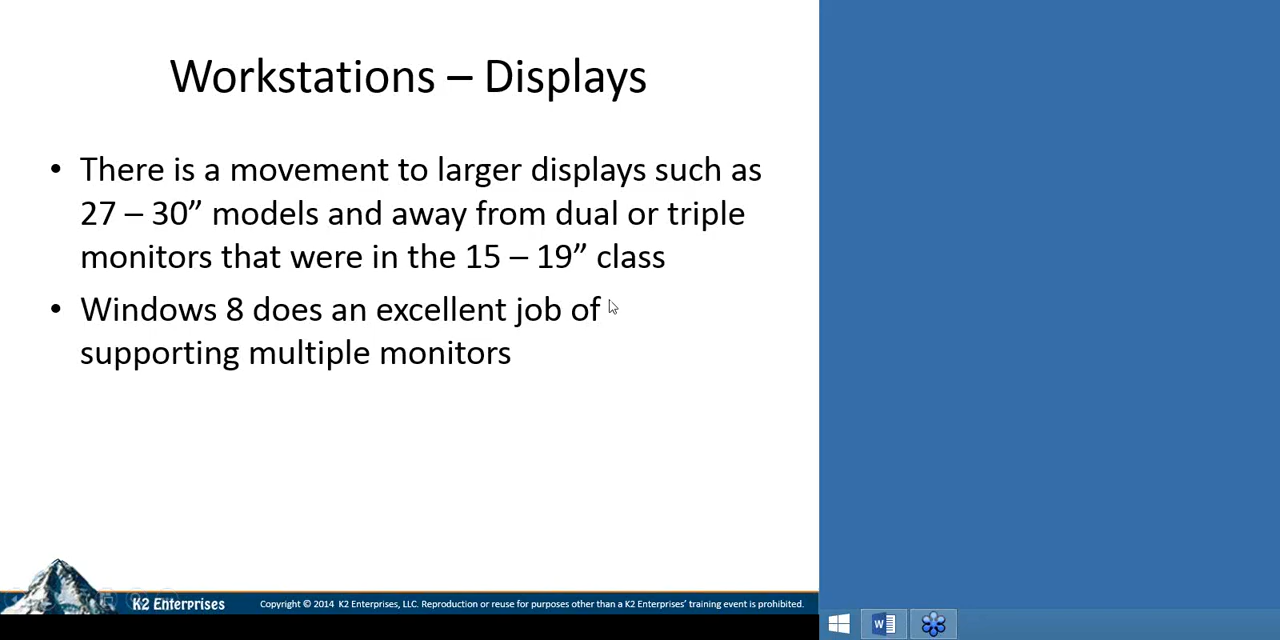 Workstations – Displays
• There is a movement to larger displays such as
27 – 30” models and away from dual or triple
monitors that were in the 15 – 19” class
• Windows 8 does an excellent job of
supporting multiple monitors
K2 Enterprises
Copyright © 2014 K2 Enterprises, LLC. Reproduction or reuse for purposes other than a K2 Enterprises’ training event is prohibited.
W